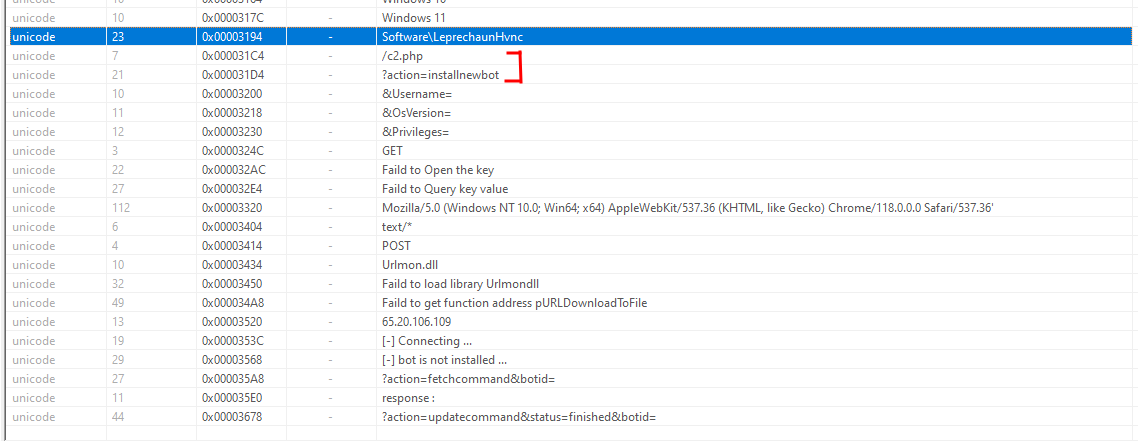 unicode 10 0x0000317C - Windows 11
unicode 23 0x00003194 - Software\LeprechaunHvnc
unicode 7 0x000031C4 - /c2.php
unicode 21 0x000031D4 - ?action=installnewbot
unicode 10 0x00003200 - &Username=
unicode 11 0x00003218 - &OsVersion=
unicode 12 0x00003230 - &Privileges=
unicode 3 0x0000324C - GET
unicode 22 0x000032AC - Faild to Open the key
unicode 27 0x000032E4 - Faild to Query key value
unicode 112 0x00003320 - Mozilla/5.0 (Windows NT 10.0; Win64; x64) AppleWebKit/537.36 (KHTML, like Gecko) Chrome/118.0.0.0 Safari/537.36'
unicode 6 0x00003404 - text/*
unicode 4 0x00003414 - POST
unicode 10 0x00003434 - Urlmon.dll
unicode 32 0x00003450 - Faild to load library Urlmondll
unicode 49 0x000034A8 - Faild to get function address pURLDownloadToFile
unicode 13 0x00003520 - 65.20.106.109
unicode 19 0x0000353C - [-] Connecting ...
unicode 29 0x00003568 - [-] bot is not installed ...
unicode 27 0x000035A8 - ?action=fetchcommand&botid=
unicode 11 0x000035E0 - response :
unicode 44 0x00003678 - ?action=updatecommand&status=finished&botid=